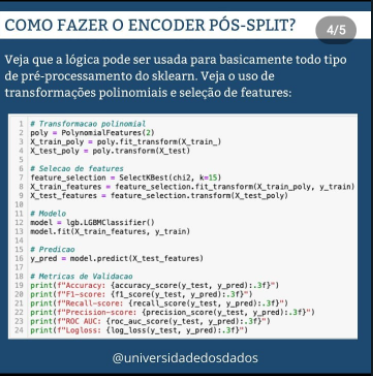 COMO FAZER O ENCODER PÓS-SPLIT?
4/5
Veja que a lógica pode ser usada para basicamente todo tipo
de pré-processamento do sklearn. Veja o uso de
transformações polinomiais e seleção de features:
1 # Transformacao polinomial
2 poly = PolynomialFeatures(2)
3 X_train_poly = poly.fit_transform(X_train_)
4 X_test_poly = poly.transform(X_test)
5
6 # Selecao de features
7 feature_selection = SelectKBest(chi2, k=15)
8 X_train_features = feature_selection.fit_transform(X_train_poly, y_train)
9 X_test_features = feature_selection.transform(X_test_poly)
10
11 # Modelo
12 model = lgb.LGBMClassifier()
13 model.fit(X_train_features, y_train)
14
15 # Predicao
16 y_pred = model.predict(X_test_features)
17
18 # Metricas de Validacao
19 print(f"Accuracy: {accuracy_score(y_test, y_pred):.3f}")
20 print(f"F1-score: {f1_score(y_test, y_pred):.3f}")
21 print(f"Recall-score: {recall_score(y_test, y_pred):.3f}")
22 print(f"Precision-score: {precision_score(y_test, y_pred):.3f}")
23 print(f"ROC AUC: {roc_auc_score(y_test, y_pred):.3f}")
24 print(f"Logloss: {log_loss(y_test, y_pred):.3f}")
@universidadedosdados